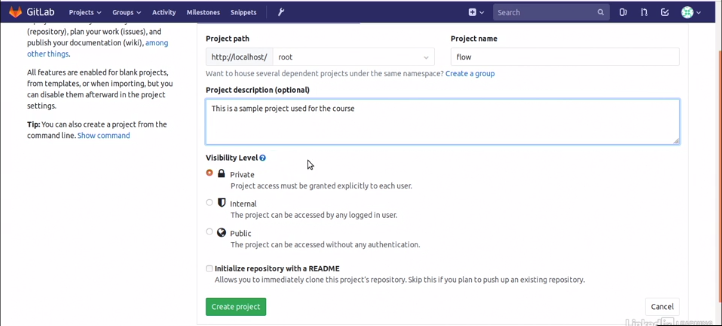 GitLab Projects Groups Activity Milestones Snippets Search
(repository), plan your work (issues), and
publish your documentation (wiki), among
other things.
All features are enabled for blank projects,
from templates, or when importing, but you
can disable them afterward in the project
settings.
Tip: You can also create a project from the
command line. Show command
Project path Project name
http://localhost/ root flow
Want to house several dependent projects under the same namespace? Create a group
Project description (optional)
This is a sample project used for the course
Visibility Level
Private
Project access must be granted explicitly to each user.
Internal
The project can be accessed by any logged in user.
Public
The project can be accessed without any authentication.
Initialize repository with a README
Allows you to immediately clone this project's repository. Skip this if you plan to push up an existing repository.
Create project Cancel